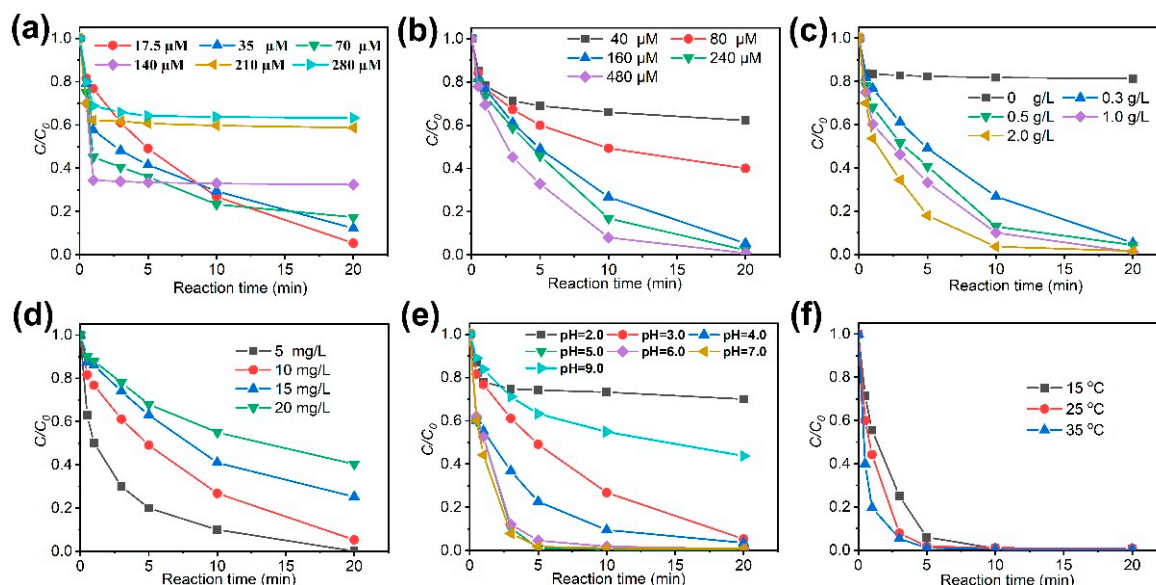 (a)
17.5 µM 35 µM 70 µM
140 µM 210 µM 280 µM
1.0
0.8
0.6
0.4
0.2
0.0
C/C0
0 5 10 15 20
Reaction time (min)
(b)
40 µM 80 µM
160 µM 240 µM
480 µM
1.0
0.8
0.6
0.4
0.2
0.0
C/C0
0 5 10 15 20
Reaction time (min)
(c)
0 g/L 0.3 g/L
0.5 g/L 1.0 g/L
2.0 g/L
1.0
0.8
0.6
0.4
0.2
0.0
C/C0
0 5 10 15 20
Reaction time (min)
(d)
5 mg/L
10 mg/L
15 mg/L
20 mg/L
1.0
0.8
0.6
0.4
0.2
0.0
C/C0
0 5 10 15 20
Reaction time (min)
(e)
pH=2.0 pH=3.0 pH=4.0
pH=5.0 pH=6.0 pH=7.0
pH=9.0
1.0
0.8
0.6
0.4
0.2
0.0
C/C0
0 5 10 15 20
Reaction time (min)
(f)
15 °C
25 °C
35 °C
1.0
0.8
0.6
0.4
0.2
0.0
C/C0
0 5 10 15 20
Reaction time (min)